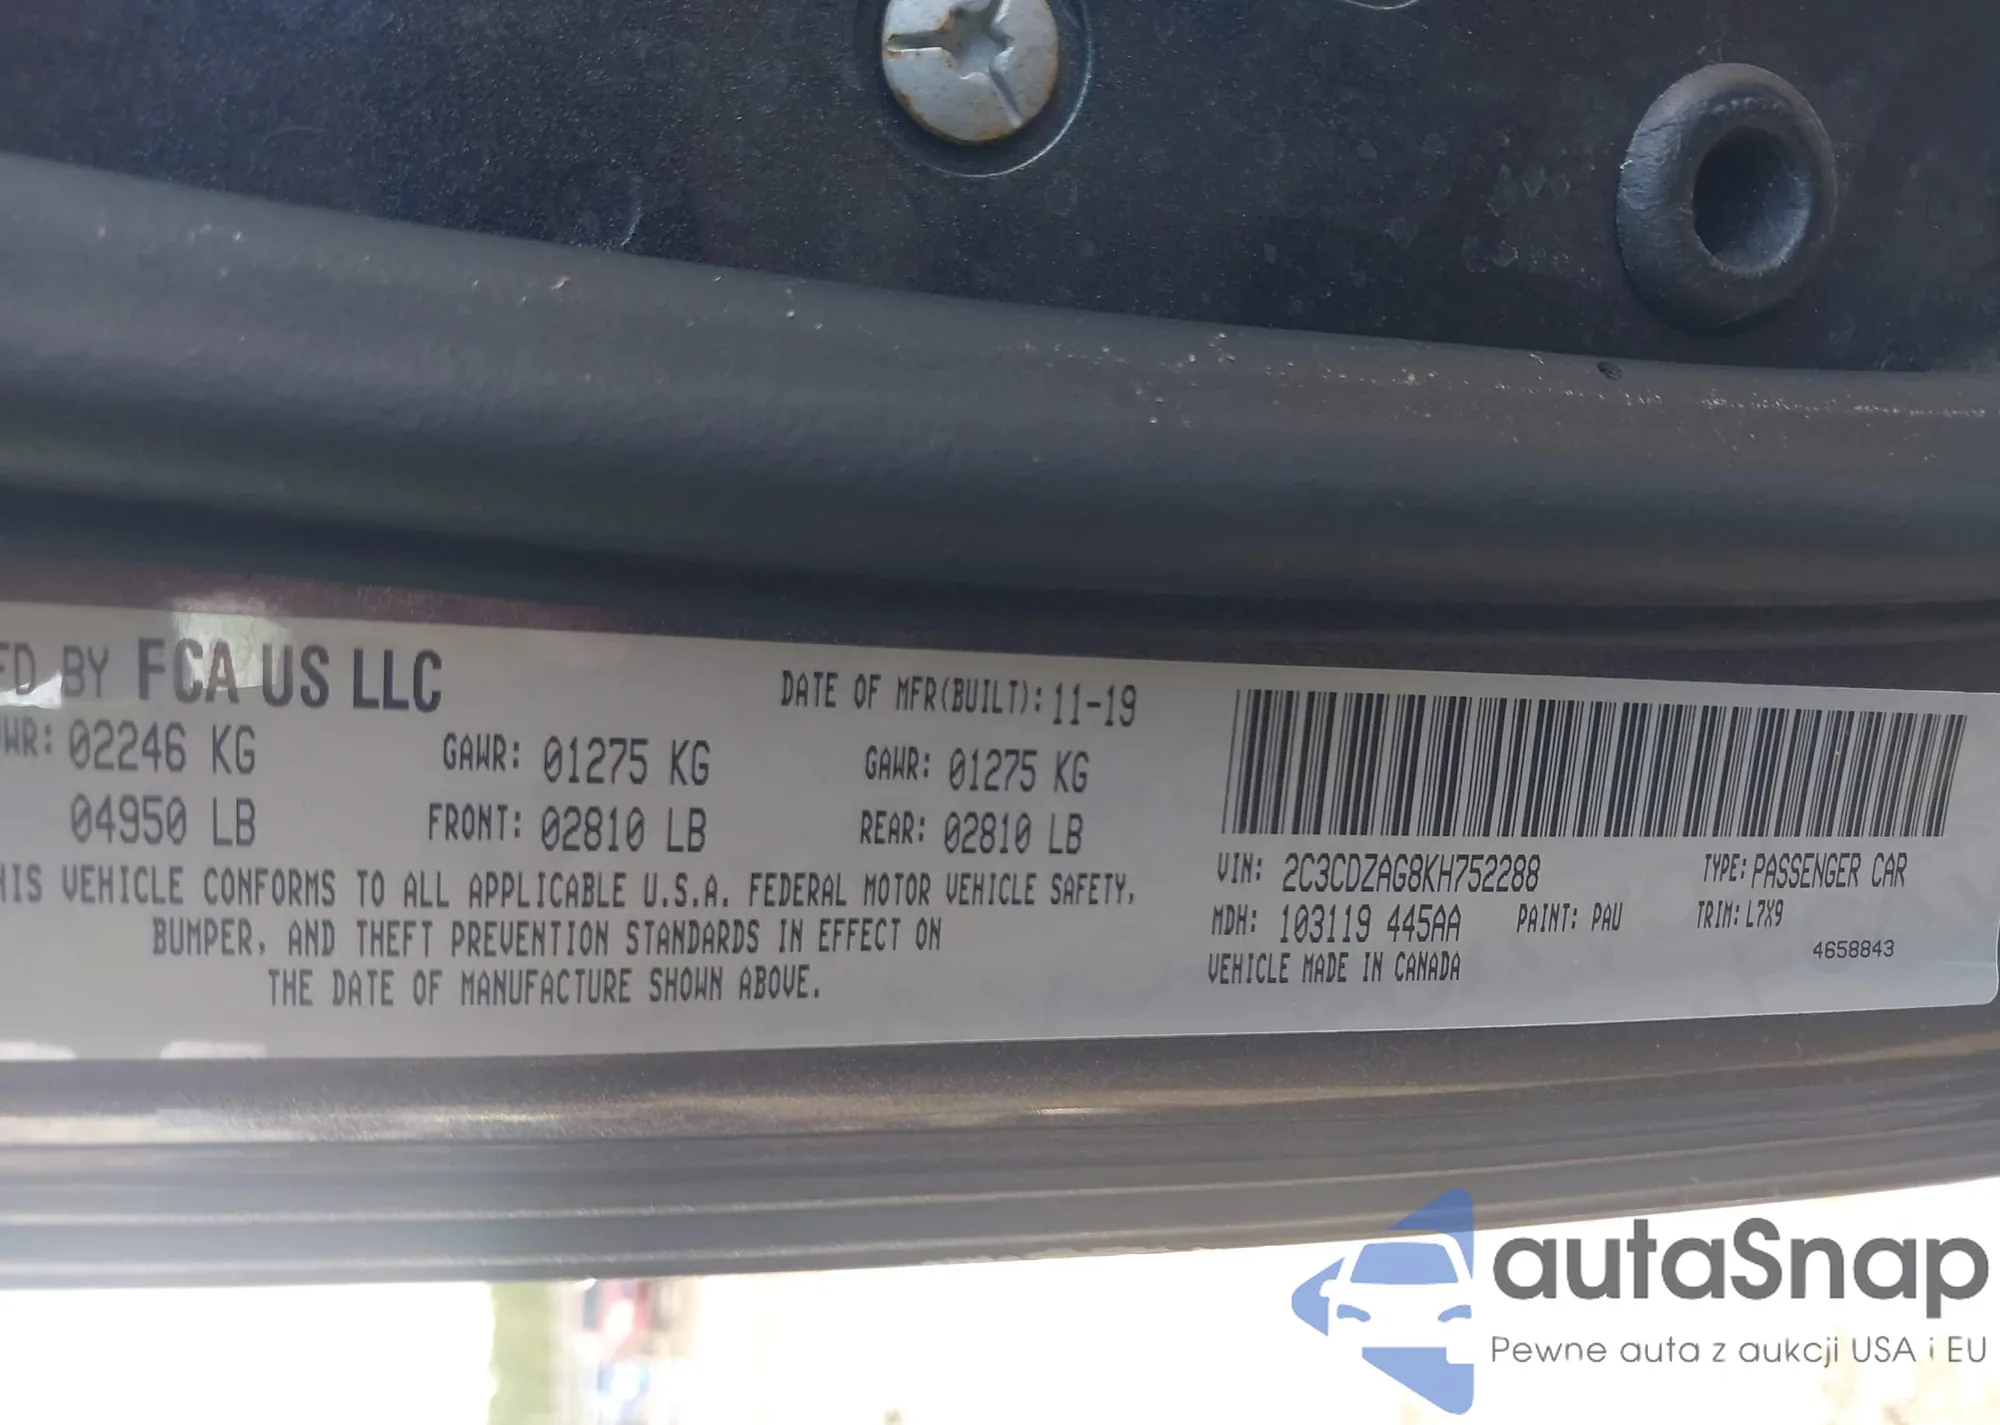 FD BY FCA US LLC
DATE OF MFR(BUILT): 11-19
WR: 02246 KG GAWR: 01275 KG GAWR: 01275 KG
04950 LB FRONT: 02810 LB REAR: 02810 LB
HIS VEHICLE CONFORMS TO ALL APPLICABLE U.S.A. FEDERAL MOTOR VEHICLE SAFETY,
BUMPER, AND THEFT PREVENTION STANDARDS IN EFFECT ON
THE DATE OF MANUFACTURE SHOWN ABOVE.
VIN: 2C3CDZAG8KH752288 TYPE: PASSENGER CAR
MDH: 103119 445AA PAINT: PAU TRIM: L7X9
VEHICLE MADE IN CANADA 4658843
autaSnap
Pewne auta z aukcji USA i EU